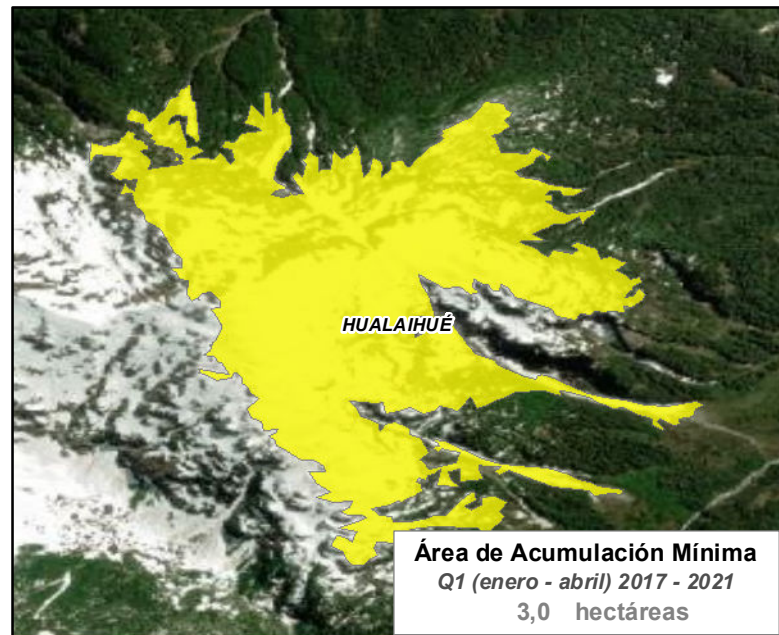 HUALAIHUÉ
Área de Acumulación Mínima
Q1 (enero - abril) 2017 - 2021
3,0 hectáreas